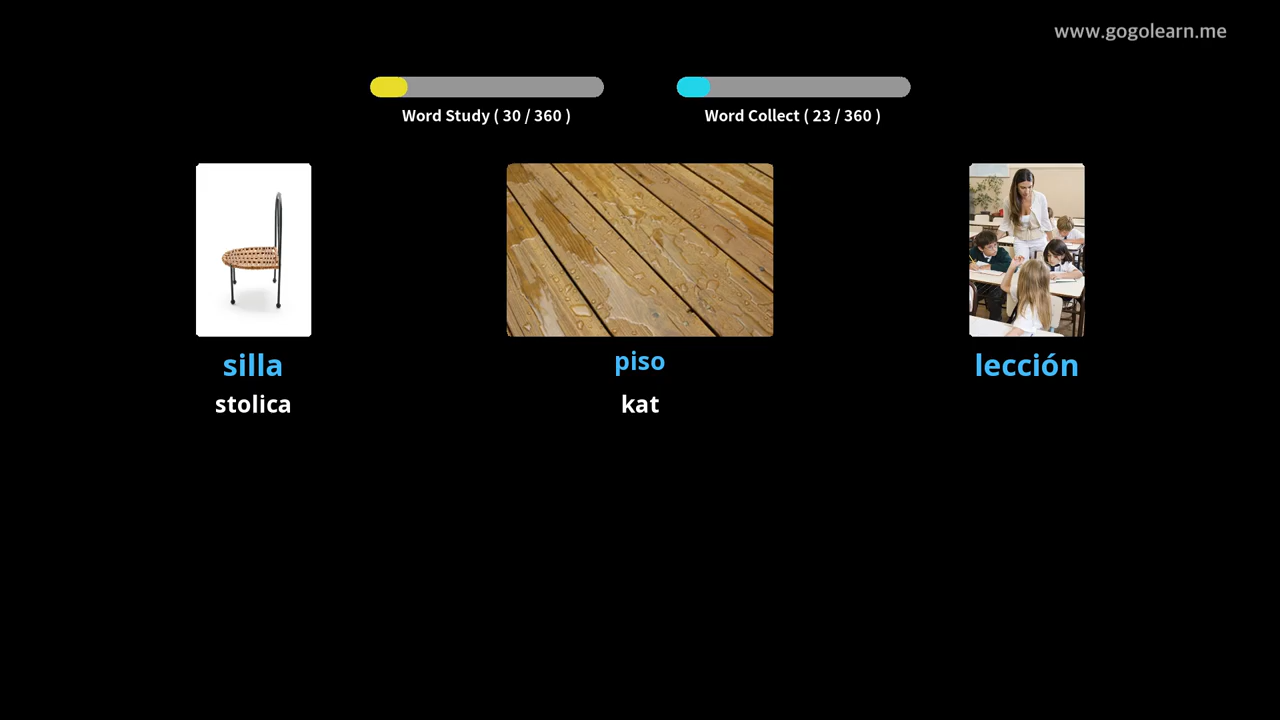 www.gogolearn.me
Word Study ( 30 / 360 )
Word Collect ( 23 / 360 )
silla
piso
lección
stolica
kat